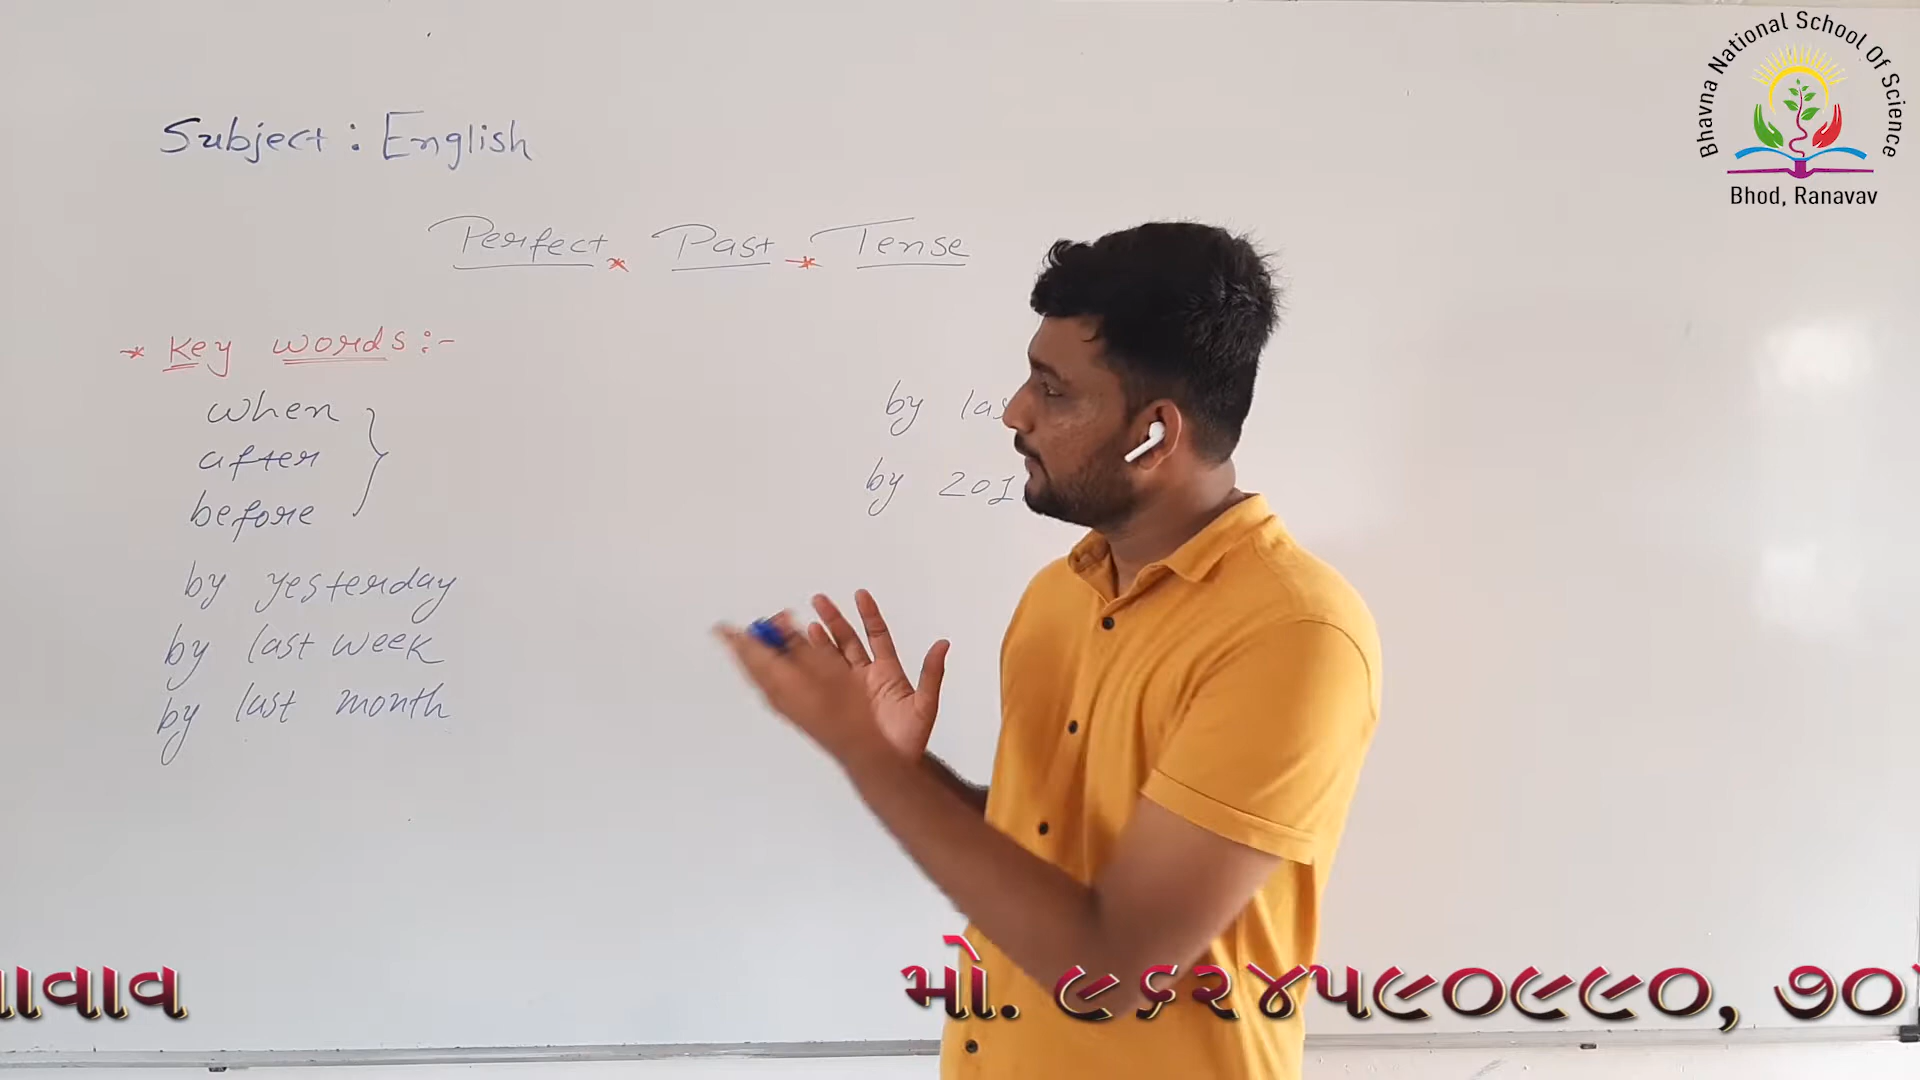 Bhavna National School Of Science
Bhod, Ranavav
Subject : English
Perfect Past Tense
* Key words :-
when
after
before
by yesterday
by last week
by last month
by
by
મો. ૯૬૨૪૫૯૦૯૯૦,